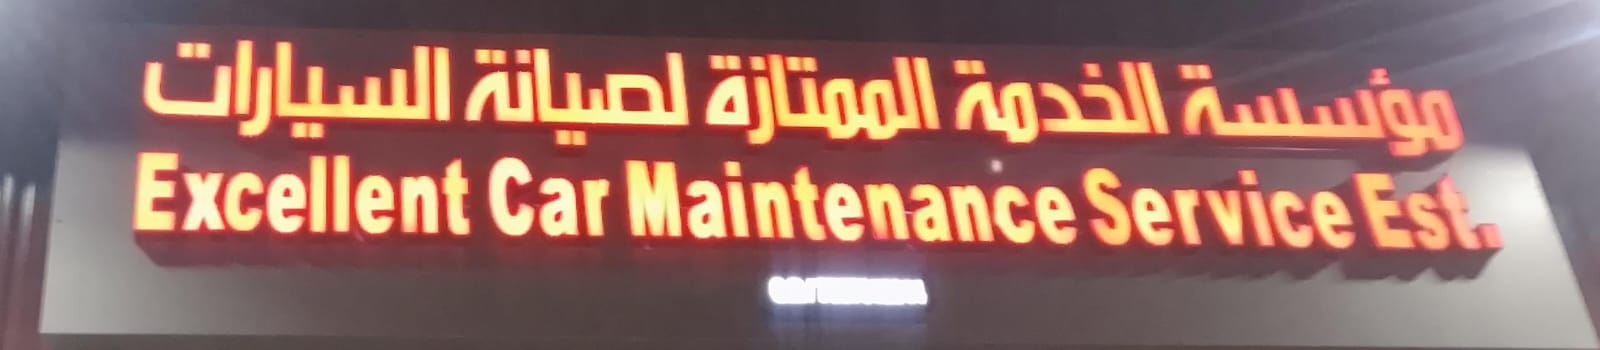 مؤسسة الخدمة الممتازة لصيانة السيارات
Excellent Car Maintenance Service Est..